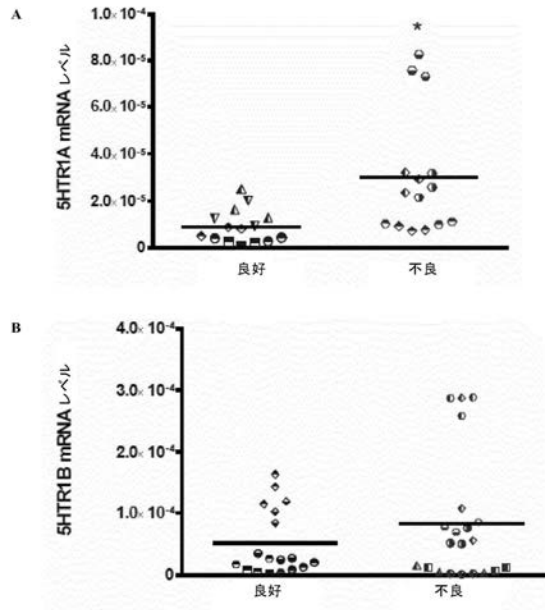 A
5HTR1A mRNA レベル
1.0× 10⁻⁴
8.0× 10⁻⁵
6.0× 10⁻⁵
4.0× 10⁻⁵
2.0× 10⁻⁵
0
*
良好
不良
B
5HTR1B mRNA レベル
4.0× 10⁻⁴
3.0× 10⁻⁴
2.0× 10⁻⁴
1.0× 10⁻⁴
0
良好
不良